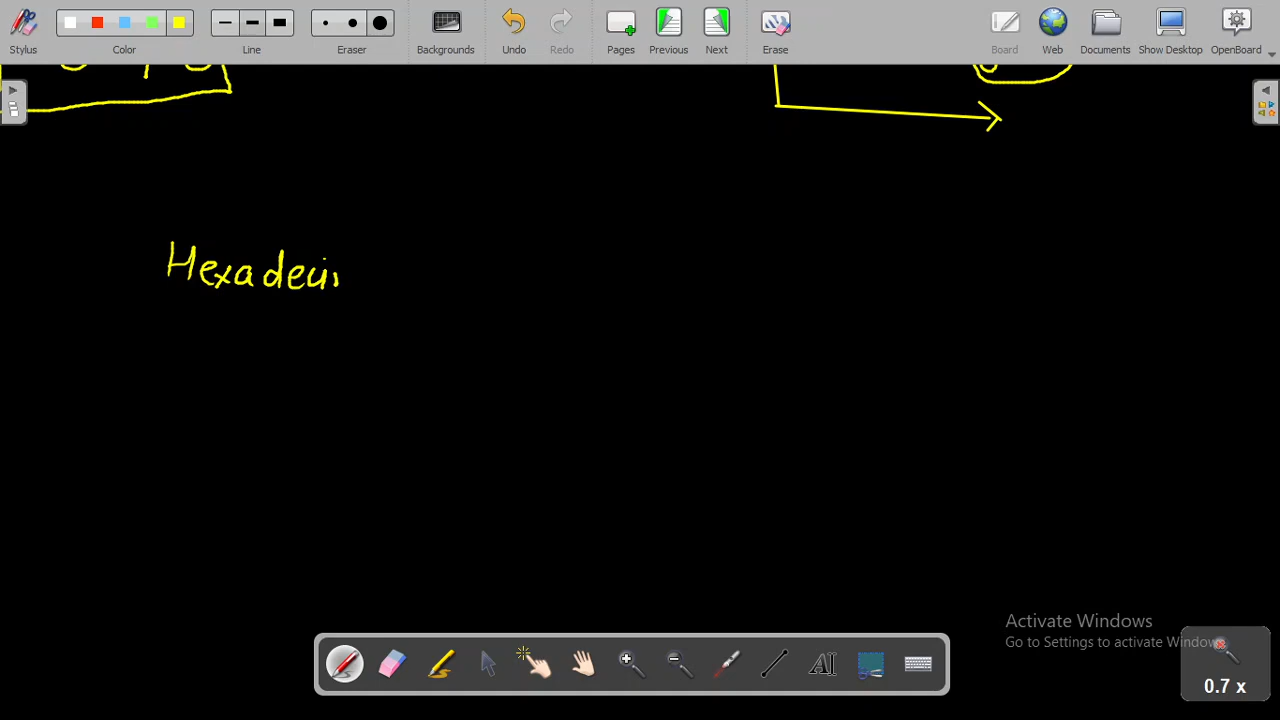 Stylus Color Line Eraser Backgrounds Undo Redo Pages Previous Next Erase Board Web Documents Show Desktop OpenBoard
Hexadeci
Activate Windows
Go to Settings to activate Windows
0.7 x